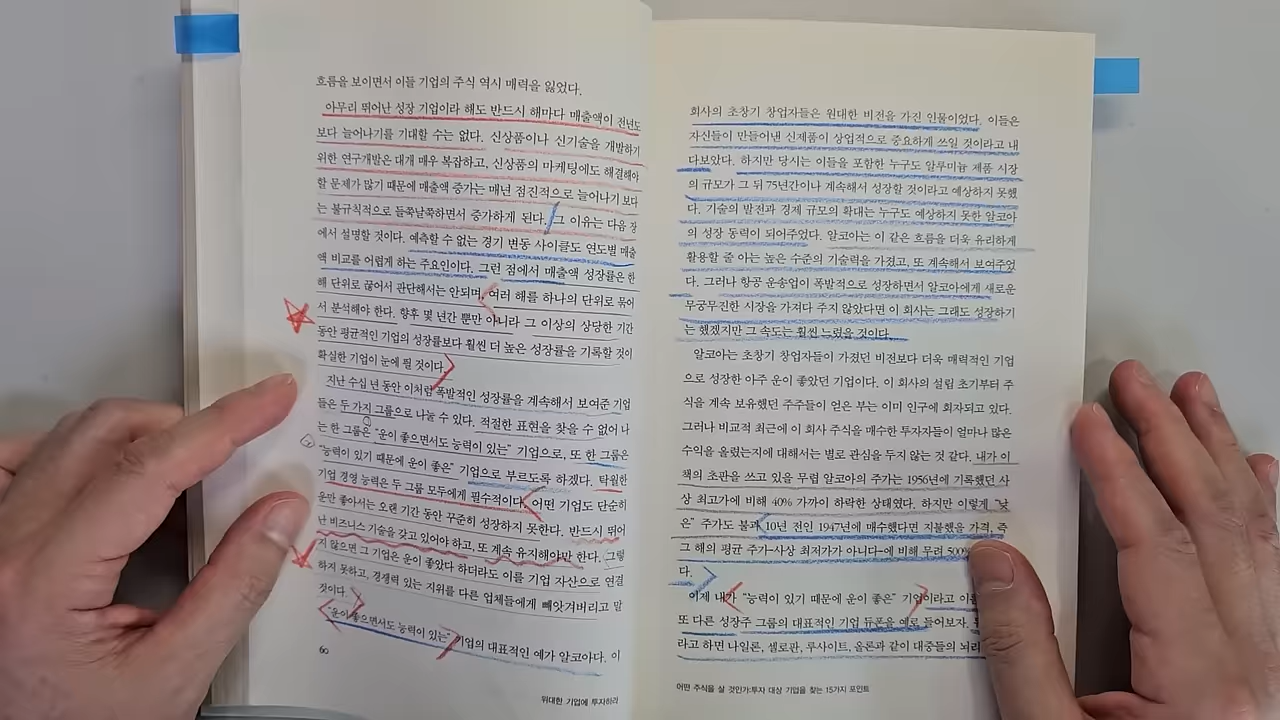 흐름을 보이면서 이들 기업의 주식 역시 매력을 잃었다.
아무리 뛰어난 성장 기업이라 해도 반드시 해마다 매출액이 전년도
보다 늘어나기를 기대할 수는 없다. 신상품이나 신기술을 개발하기
위한 연구개발은 대개 매우 복잡하고, 신상품의 마케팅에도 해결해야
할 문제가 많기 때문에 매출액 증가는 매년 점진적으로 늘어나기 보다
는 불규칙적으로 들쭉날쭉하면서 증가하게 된다. 그 이유는 다음 장
에서 설명할 것이다. 예측할 수 없는 경기 변동 사이클도 연도별 매출
액 비교를 어렵게 하는 주요인이다. 그런 점에서 매출액 성장률은 한
해 단위로 끊어서 판단해서는 안되며, 여러 해를 하나의 단위로 묶어
서 분석해야 한다. 향후 몇 년간 뿐만 아니라 그 이상의 상당한 기간
동안 평균적인 기업의 성장률보다 훨씬 더 높은 성장률을 기록할 것이
확실한 기업이 눈에 띌 것이다.
지난 수십 년 동안 이처럼 폭발적인 성장률을 계속해서 보여준 기업
들은 두 가지 그룹으로 나눌 수 있다. 적절한 표현을 찾을 수 없어 나
는 한 그룹은 "운이 좋으면서도 능력이 있는" 기업으로, 또 한 그룹은
"능력이 있기 때문에 운이 좋은" 기업으로 부르도록 하겠다. 탁월한
기업 경영 능력은 두 그룹 모두에게 필수적이다. 어떤 기업도 단순히
운만 좋아서는 오랜 기간 동안 꾸준히 성장하지 못한다. 반드시 뛰어
난 비즈니스 기술을 갖고 있어야 하고, 또 계속 유지해야만 한다. 그렇
지 않으면 그 기업은 운이 좋았다 하더라도 이를 기업 자산으로 연결
하지 못하고, 경쟁력 있는 지위를 다른 업체들에게 빼앗겨버리고 말
것이다.
"운이 좋으면서도 능력이 있는" 기업의 대표적인 예가 알코아다. 이
60
위대한 기업에 투자하라
회사의 초창기 창업자들은 원대한 비전을 가진 인물이었다. 이들은
자신들이 만들어낸 신제품이 상업적으로 중요하게 쓰일 것이라고 내
다보았다. 하지만 당시는 이들을 포함한 누구도 알루미늄 제품 시장
의 규모가 그 뒤 75년간이나 계속해서 성장할 것이라고 예상하지 못했
다. 기술의 발전과 경제 규모의 확대는 누구도 예상하지 못한 알코아
의 성장 동력이 되어주었다. 알코아는 이 같은 흐름을 더욱 유리하게
활용할 줄 아는 높은 수준의 기술력을 가졌고, 또 계속해서 보여주었
다. 그러나 항공 운송업이 폭발적으로 성장하면서 알코아에게 새로운
무궁무진한 시장을 가져다 주지 않았다면 이 회사는 그래도 성장하기
는 했겠지만 그 속도는 훨씬 느렸을 것이다.
알코아는 초창기 창업자들이 가졌던 비전보다 더욱 매력적인 기업
으로 성장한 아주 운이 좋았던 기업이다. 이 회사의 설립 초기부터 주
식을 계속 보유했던 주주들이 얻은 부는 이미 인구에 회자되고 있다.
그러나 비교적 최근에 이 회사 주식을 매수한 투자자들이 얼마나 많은
수익을 올렸는지에 대해서는 별로 관심을 두지 않는 것 같다. 내가 이
책의 초판을 쓰고 있을 무렵 알코아의 주가는 1956년에 기록했던 사
상 최고가에 비해 40% 가까이 하락한 상태였다. 하지만 이렇게 "낮
은" 주가도 불과 10년 전인 1947년에 매수했다면 지불했을 가격, 즉
그 해의 평균 주가-사상 최저가가 아니다-에 비해 무려 500%
다.
이제 내가 "능력이 있기 때문에 운이 좋은" 기업이라고 이름
또 다른 성장주 그룹의 대표적인 기업 듀폰을 예로 들어보자.
라고 하면 나일론, 셀로판, 루사이트, 올론과 같이 대중들의 뇌리
어떤 주식을 살 것인가:투자 대상 기업을 찾는 15가지 포인트